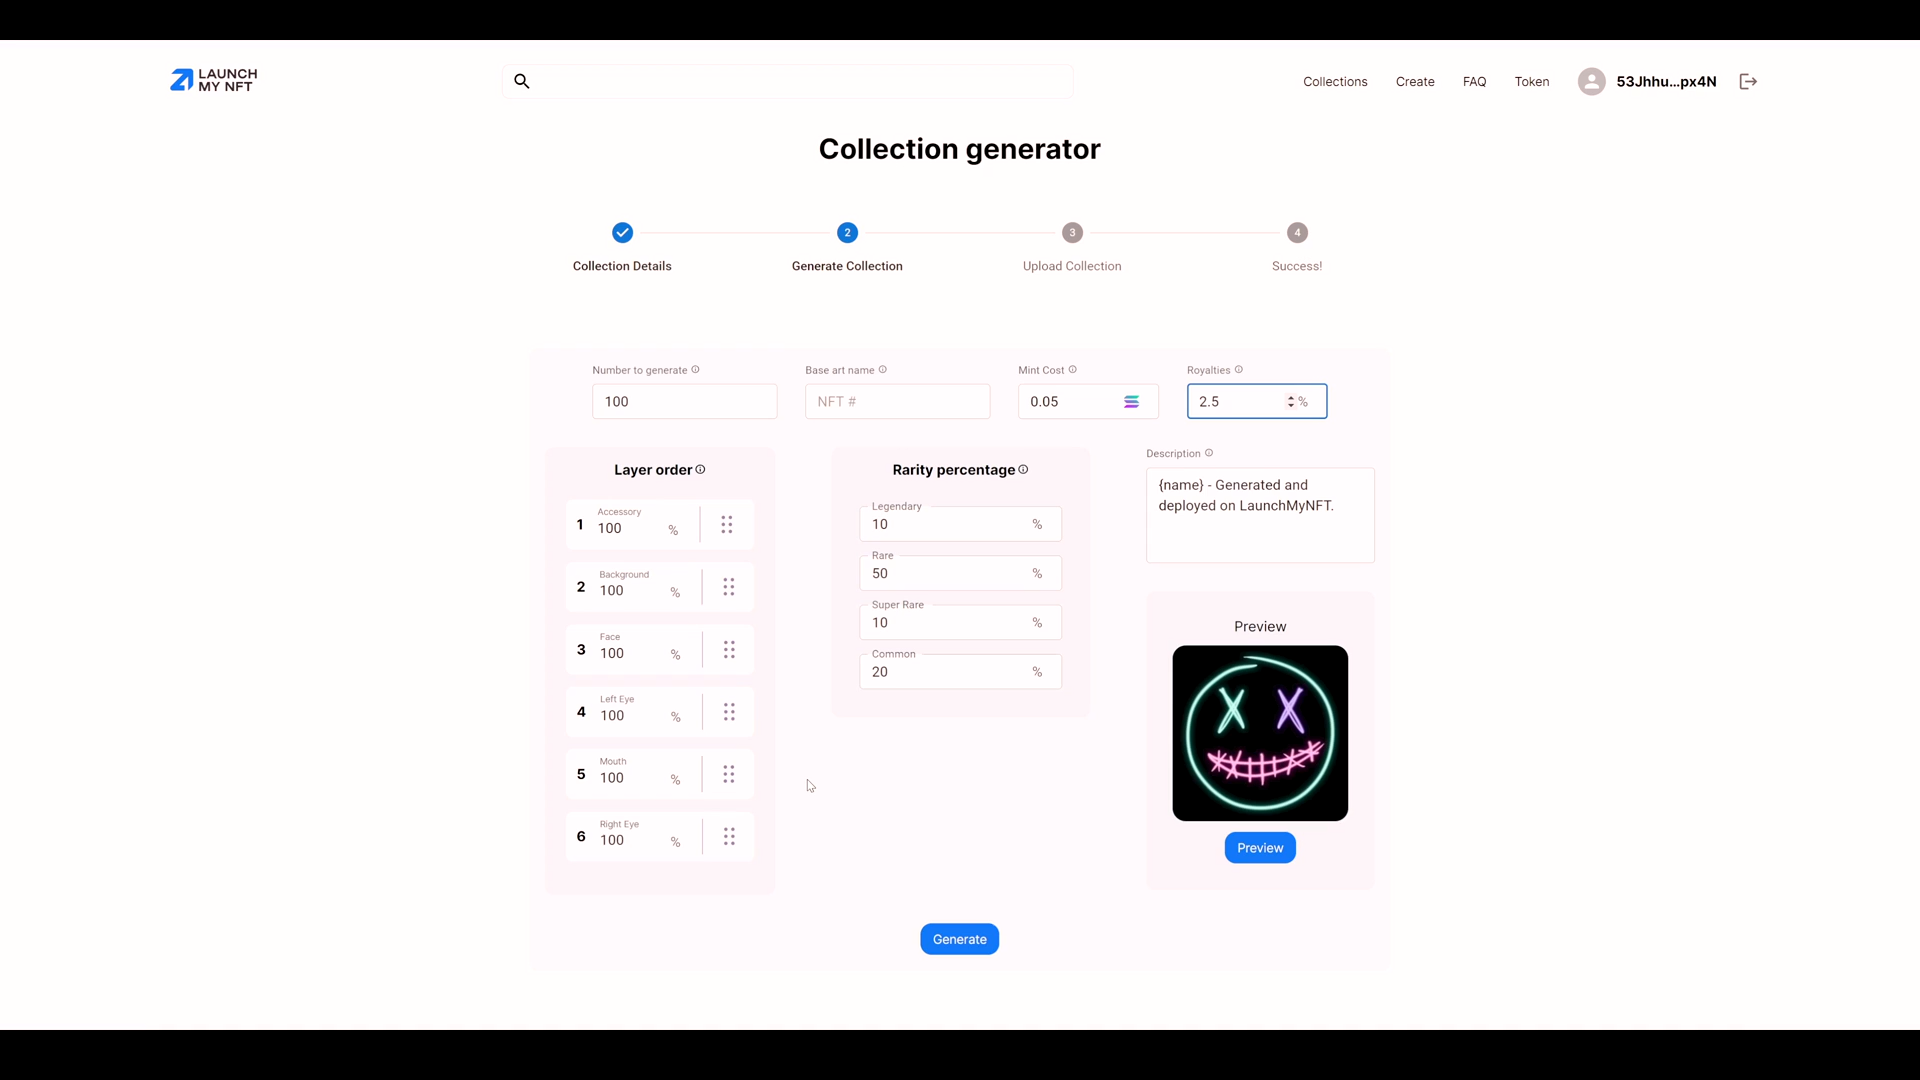 LAUNCH
MY NFT
Collections
Create
FAQ
Token
53Jhhu...px4N
Collection generator
2
3
4
Collection Details
Generate Collection
Upload Collection
Success!
Number to generate
100
Base art name
NFT #
Mint Cost
0.05
Royalties
2.5 %
Layer order
1 Accessory
100 %
2 Background
100 %
3 Face
100 %
4 Left Eye
100 %
5 Mouth
100 %
6 Right Eye
100 %
Rarity percentage
Legendary
10 %
Rare
50 %
Super Rare
10 %
Common
20 %
Description
{name} - Generated and
deployed on LaunchMyNFT.
Preview
Preview
Generate